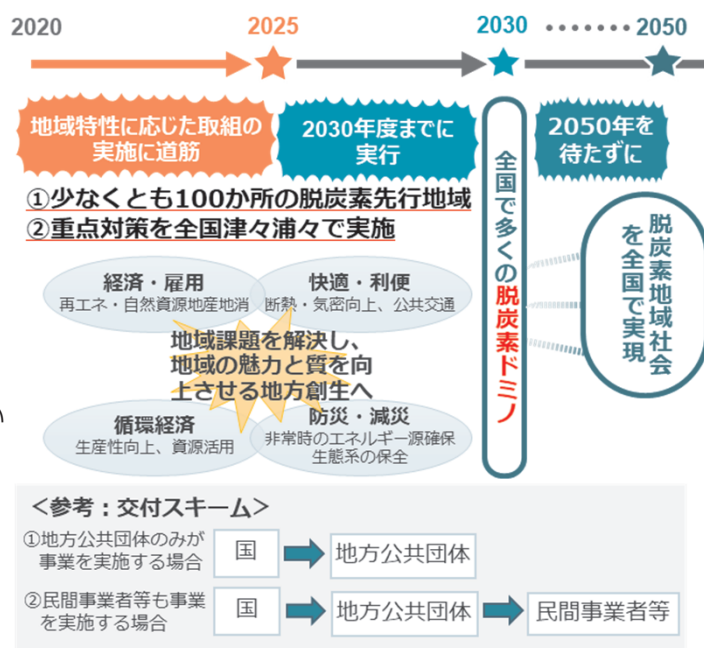 2020
2025
2030
・・・・・・・
2050
地域特性に応じた取組の
実施に道筋
2030年度までに
実行
2050年を
待たずに
①少なくとも100か所の脱炭素先行地域
②重点対策を全国津々浦々で実施
全国で多くの脱炭素ドミノ
脱炭素地域社会
を全国で実現
経済・雇用
再エネ・自然資源地産地消
快適・利便
断熱・気密向上、公共交通
地域課題を解決し、
地域の魅力と質を向
上させる地方創生へ
循環経済
生産性向上、資源活用
防災・減災
非常時のエネルギー源確保
生態系の保全
＜参考：交付スキーム＞
①地方公共団体のみが
事業を実施する場合
国
地方公共団体
②民間事業者等も事業
を実施する場合
国
地方公共団体
民間事業者等